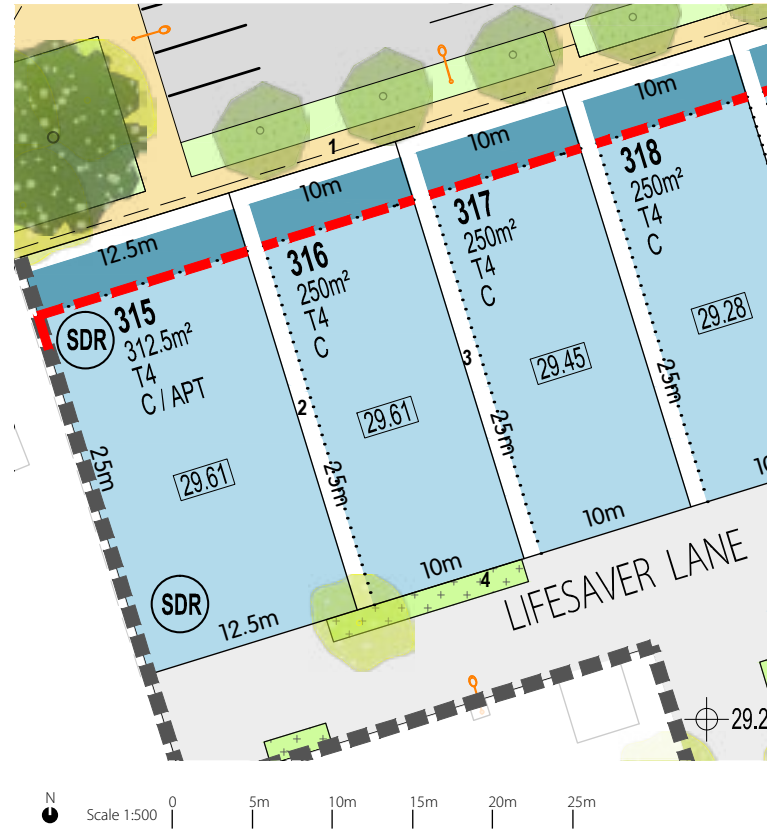 1
10m
318
250m²
T4
C
29.28
25m
10m
317
250m²
T4
C
29.45
3
25m
10m
10m
316
250m²
T4
C
29.61
2
25m
10m
4
12.5m
315
312.5m²
T4
C / APT
SDR
29.61
25m
SDR
12.5m
LIFESAVER LANE
N
Scale 1:500
0
5m
10m
15m
20m
25m